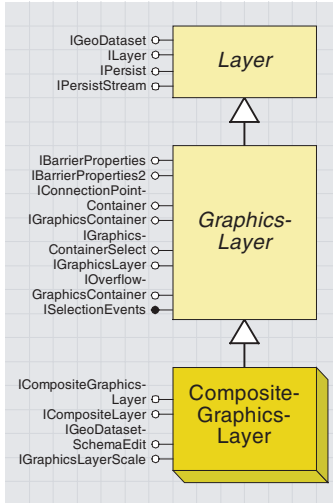 IGeoDataset
ILayer
IPersist
IPersistStream
Layer
IBarrierProperties
IBarrierProperties2
IConnectionPoint-
Container
IGraphicsContainer
IGraphics-
ContainerSelect
IGraphicsLayer
IOverflow-
GraphicsContainer
ISelectionEvents
Graphics-
Layer
ICompositeGraphics-
Layer
ICompositeLayer
IGeoDataset-
SchemaEdit
IGraphicsLayerScale
Composite-
Graphics-
Layer